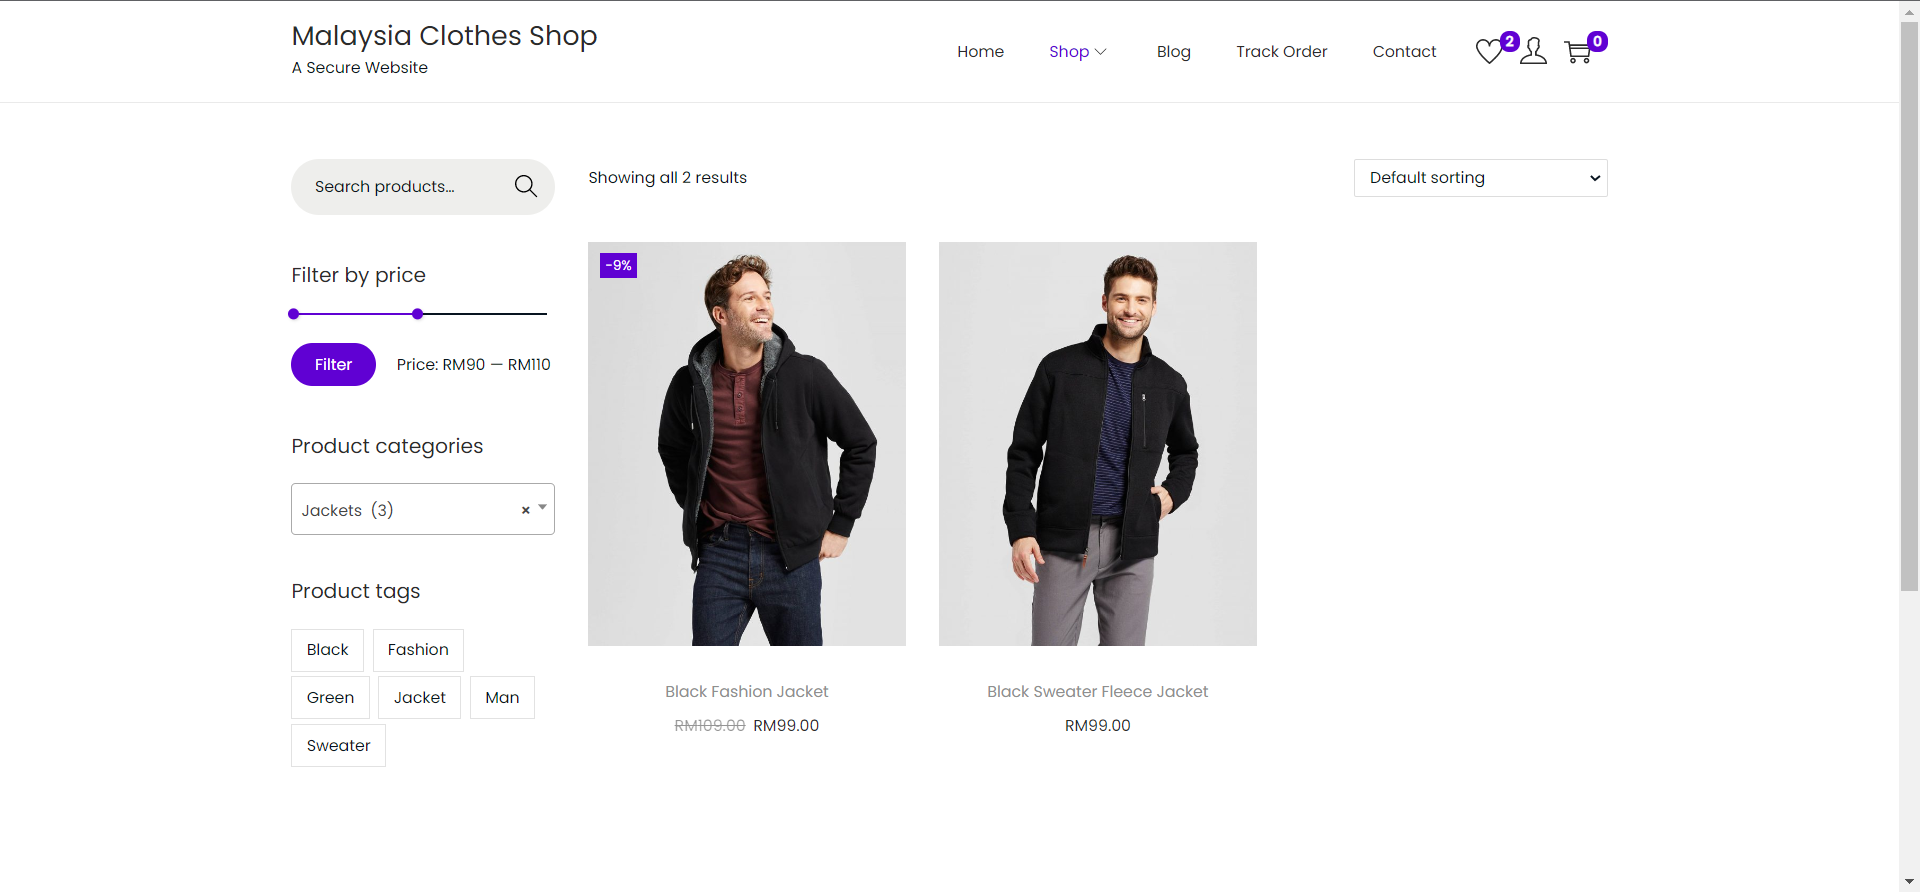 Malaysia Clothes Shop
A Secure Website
Home
Shop
Blog
Track Order
Contact
2
0
Search products…
Showing all 2 results
Default sorting
Filter by price
Filter
Price: RM90 — RM110
Product categories
Jackets (3)
×
Product tags
Black
Fashion
Green
Jacket
Man
Sweater
-9%
Black Fashion Jacket
RM109.00 RM99.00
Black Sweater Fleece Jacket
RM99.00